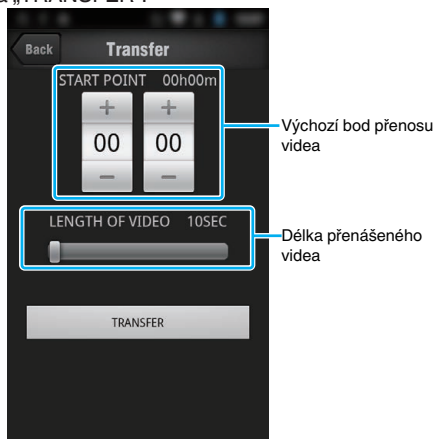 „TRANSFER“.
Back
Transfer
START POINT 00h00m
+ +
00 00
− −
Výchozí bod přenosu
videa
LENGTH OF VIDEO 10SEC
Délka přenášeného
videa
TRANSFER